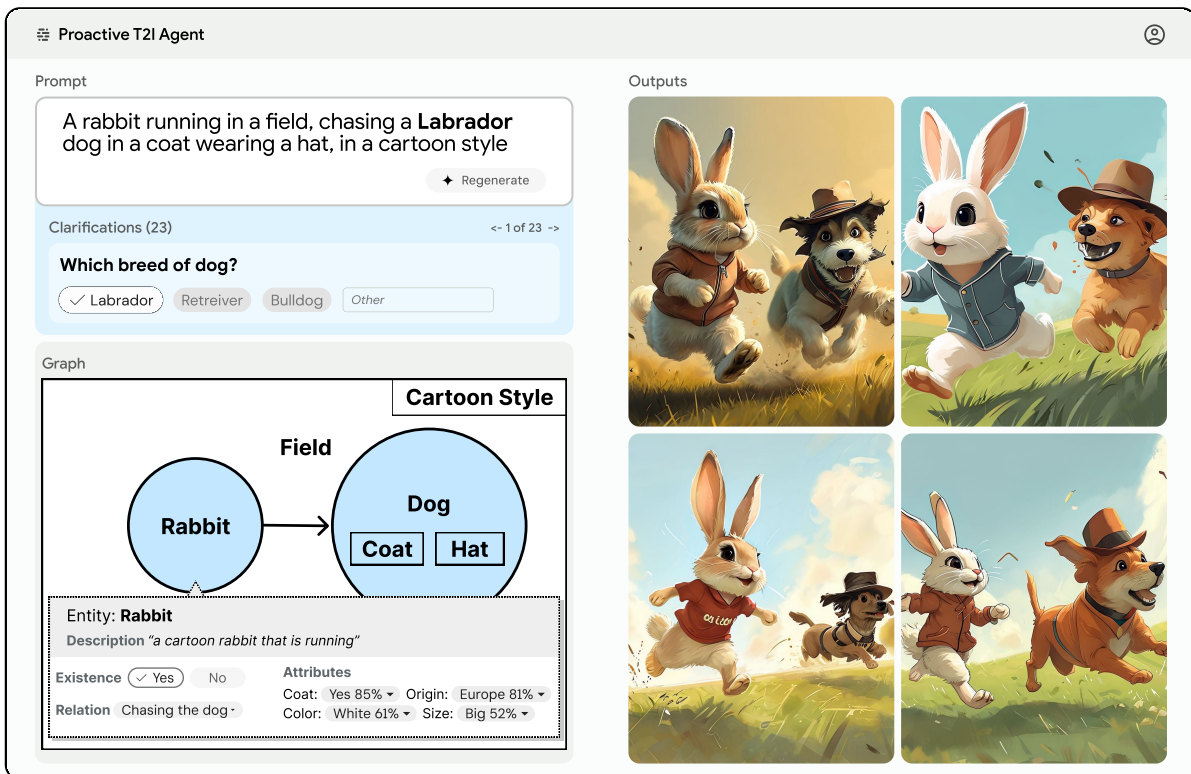 Proactive T2I Agent
Prompt
A rabbit running in a field, chasing a Labrador
dog in a coat wearing a hat, in a cartoon style
Regenerate
Clarifications (23)
<- 1 of 23 ->
Which breed of dog?
Labrador
Retreiver
Bulldog
Other
Graph
Cartoon Style
Field
Rabbit
Dog
Coat
Hat
Entity: Rabbit
Description "a cartoon rabbit that is running"
Existence
Yes
No
Relation
Chasing the dog
Attributes
Coat: Yes 85% Origin: Europe 81%
Color: White 61% Size: Big 52%
Outputs